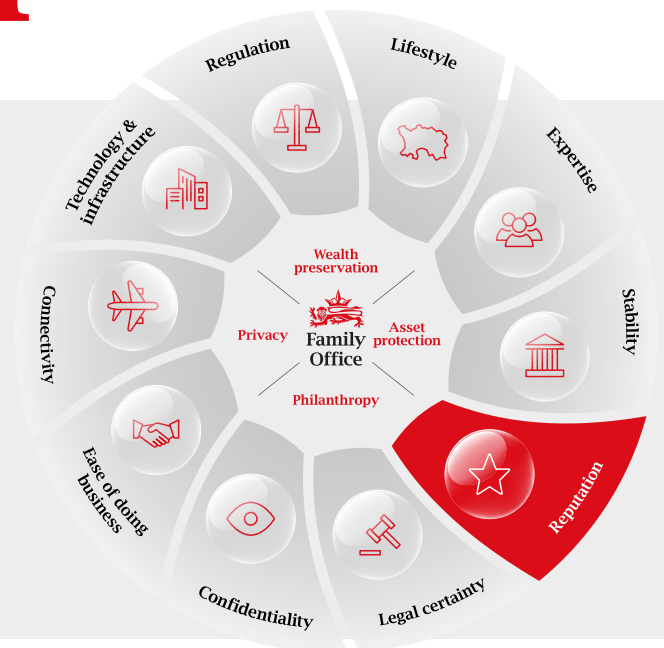 Regulation
Lifestyle
Expertise
Stability
Reputation
Legal certainty
Confidentiality
Ease of doing
business
Connectivity
Technology &
infrastructure
Wealth
preservation
Privacy
Family
Office
Asset
protection
Philanthropy